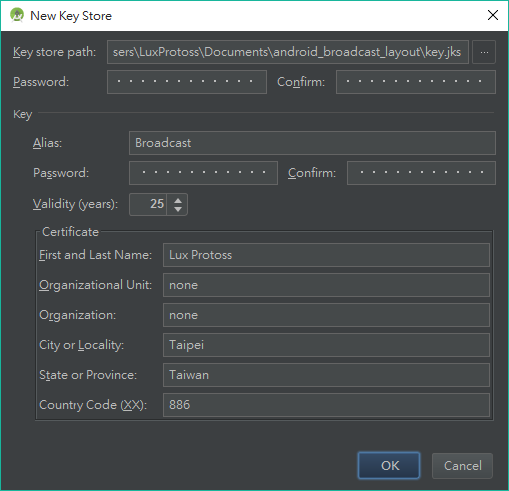 New Key Store
Key store path: sers\LuxProtoss\Documents\android_broadcast_layout\key.jks ...
Password: Confirm:
Key
Alias: Broadcast
Password: Confirm:
Validity (years): 25
Certificate
First and Last Name: Lux Protoss
Organizational Unit: none
Organization: none
City or Locality: Taipei
State or Province: Taiwan
Country Code (XX): 886
OK Cancel